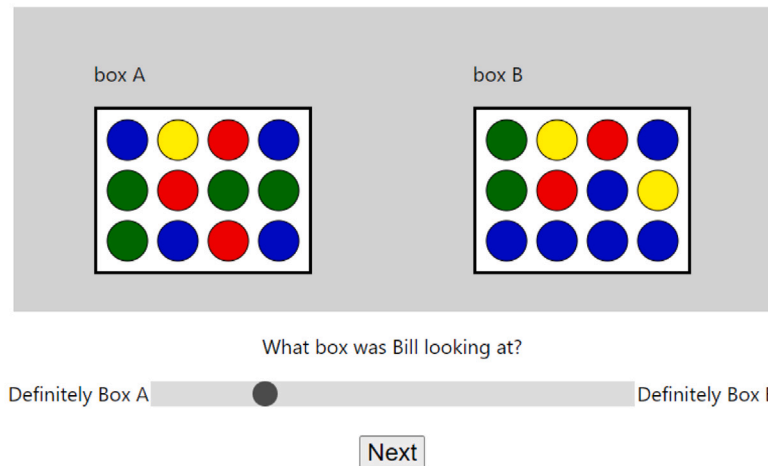 box A
box B
What box was Bill looking at?
Definitely Box A
Definitely Box
Next